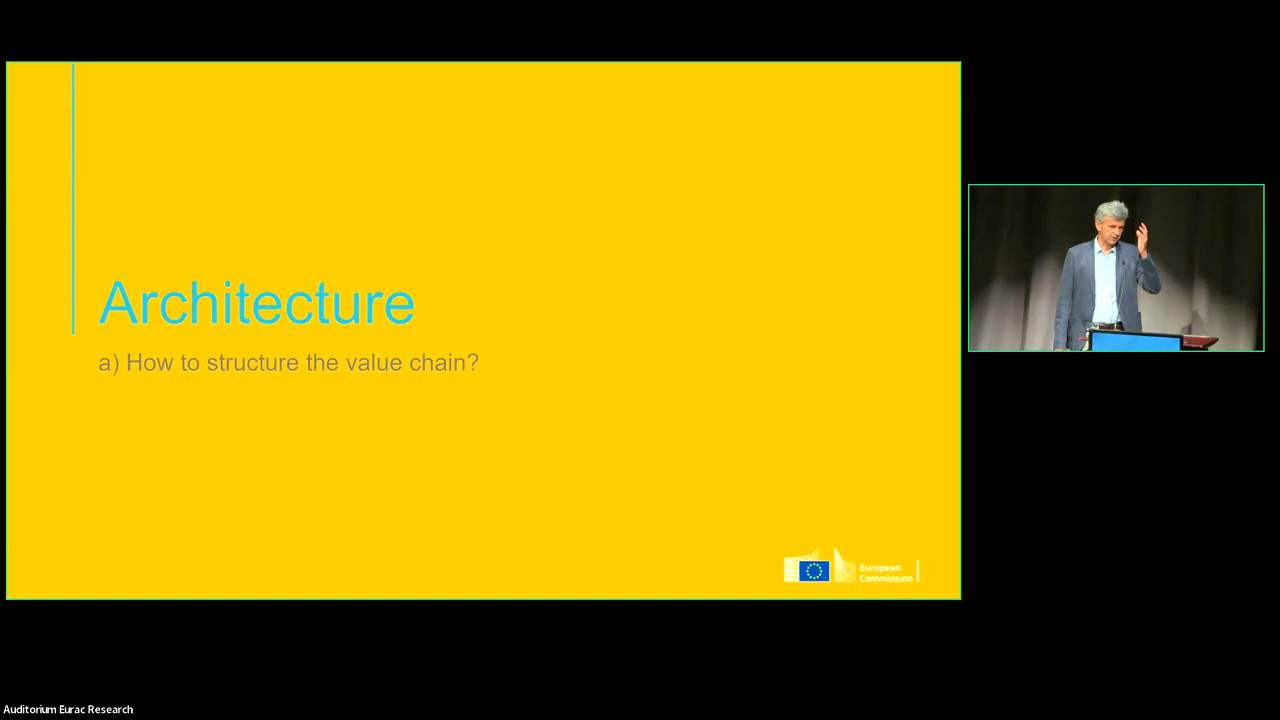 Architecture
a) How to structure the value chain?
European
Commission
Auditorium Eurac Research